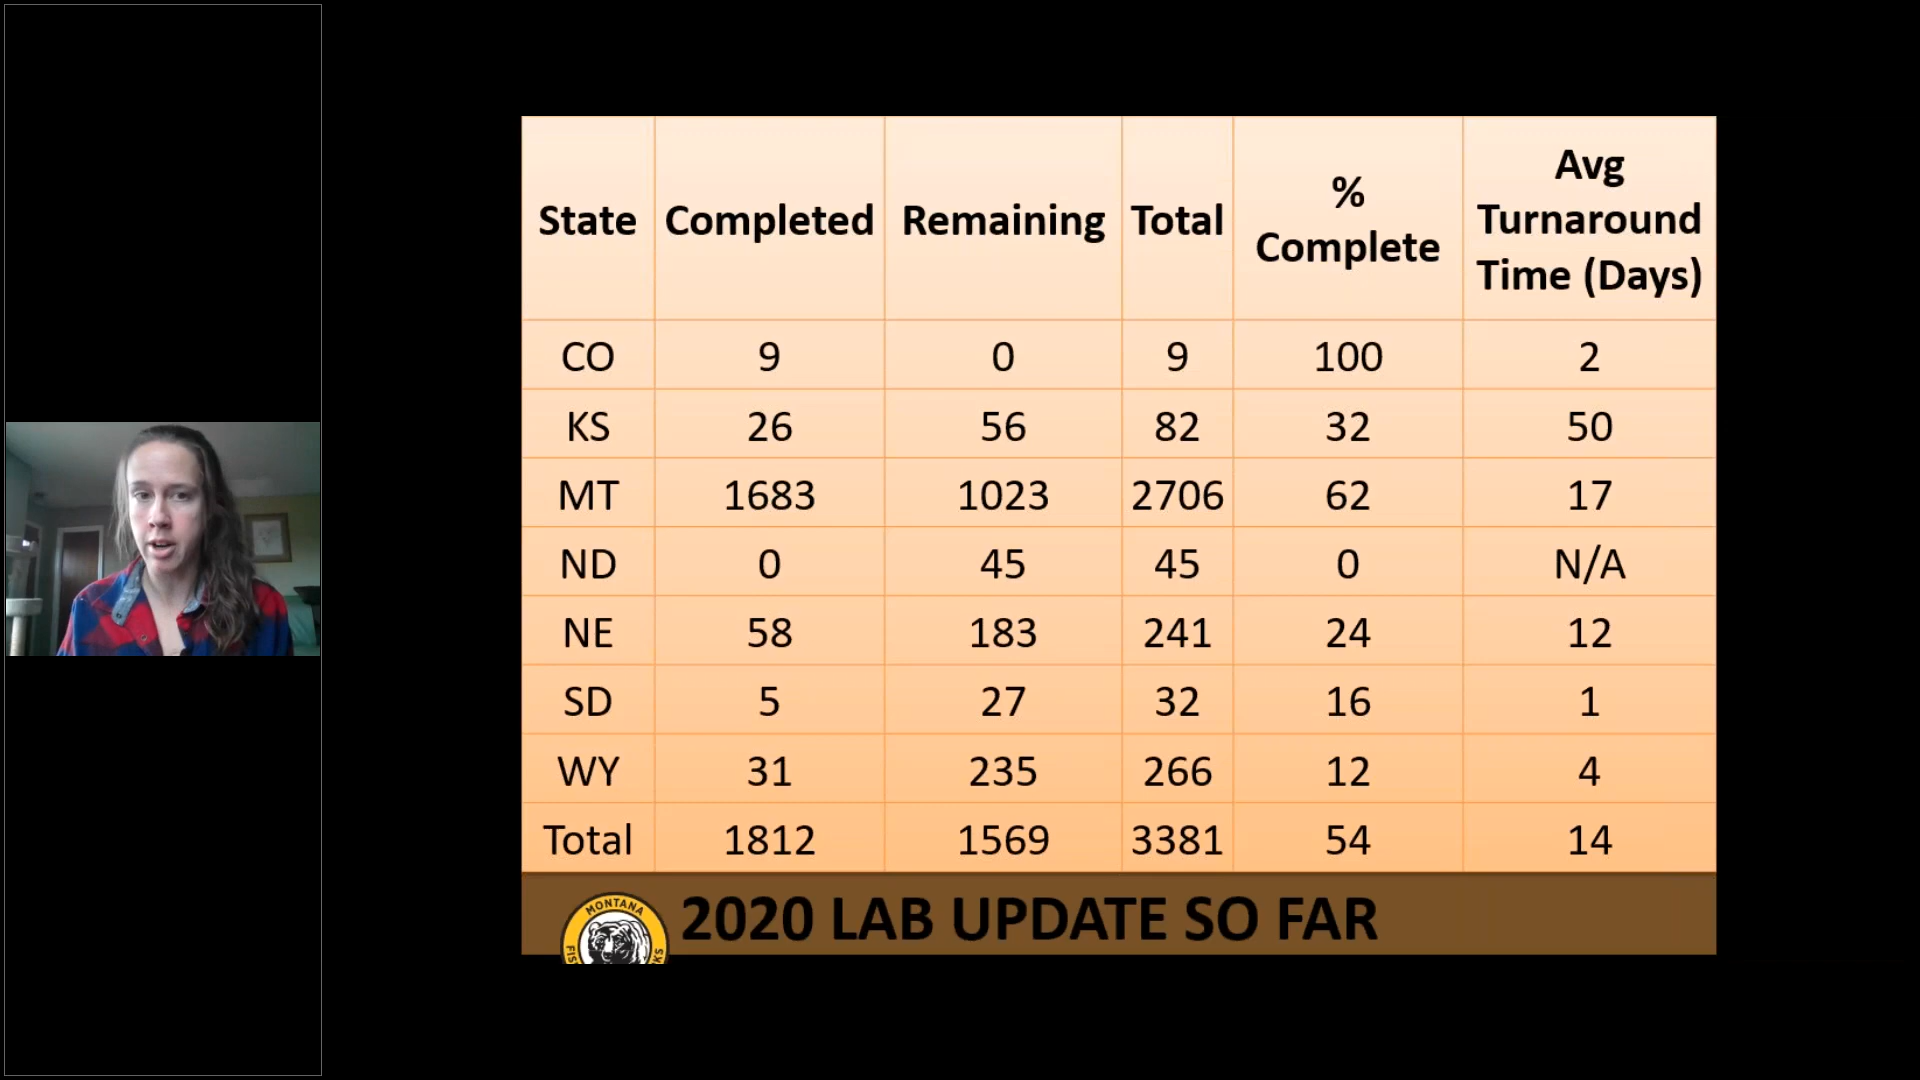 State Completed Remaining Total % Complete Avg Turnaround Time (Days)
CO 9 0 9 100 2
KS 26 56 82 32 50
MT 1683 1023 2706 62 17
ND 0 45 45 0 N/A
NE 58 183 241 24 12
SD 5 27 32 16 1
WY 31 235 266 12 4
Total 1812 1569 3381 54 14
MONTANA
2020 LAB UPDATE SO FAR